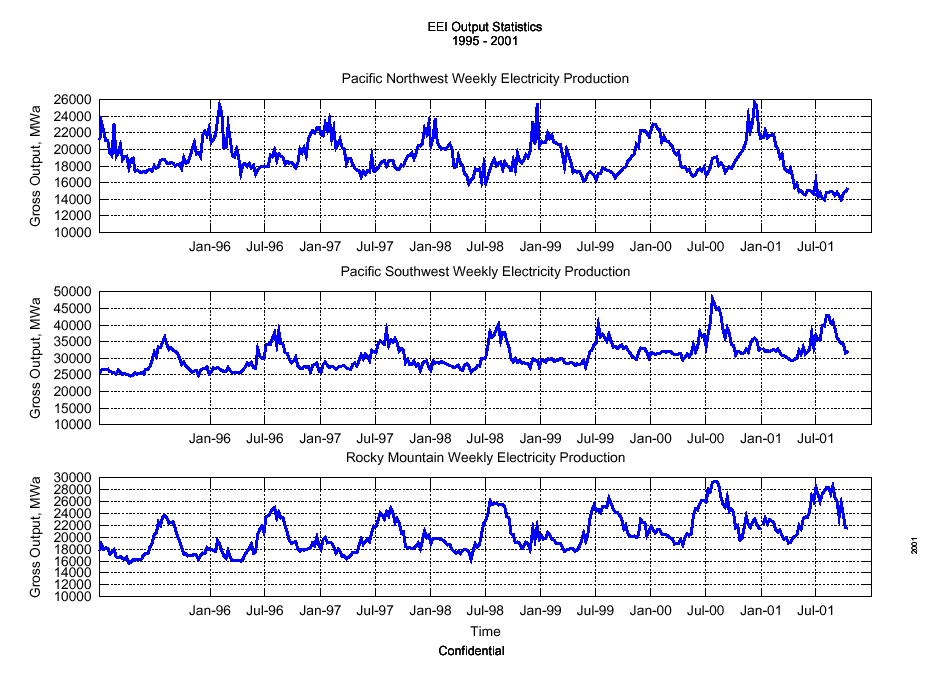 EEI Output Statistics
1995 - 2001
Pacific Northwest Weekly Electricity Production
Gross Output, MWa
26000
24000
22000
20000
18000
16000
14000
12000
10000
Jan-96 Jul-96 Jan-97 Jul-97 Jan-98 Jul-98 Jan-99 Jul-99 Jan-00 Jul-00 Jan-01 Jul-01
Pacific Southwest Weekly Electricity Production
Gross Output, MWa
50000
45000
40000
35000
30000
25000
20000
15000
10000
Jan-96 Jul-96 Jan-97 Jul-97 Jan-98 Jul-98 Jan-99 Jul-99 Jan-00 Jul-00 Jan-01 Jul-01
Rocky Mountain Weekly Electricity Production
Gross Output, MWa
30000
28000
26000
24000
22000
20000
18000
16000
14000
12000
10000
Jan-96 Jul-96 Jan-97 Jul-97 Jan-98 Jul-98 Jan-99 Jul-99 Jan-00 Jul-00 Jan-01 Jul-01
Time
Confidential
2001